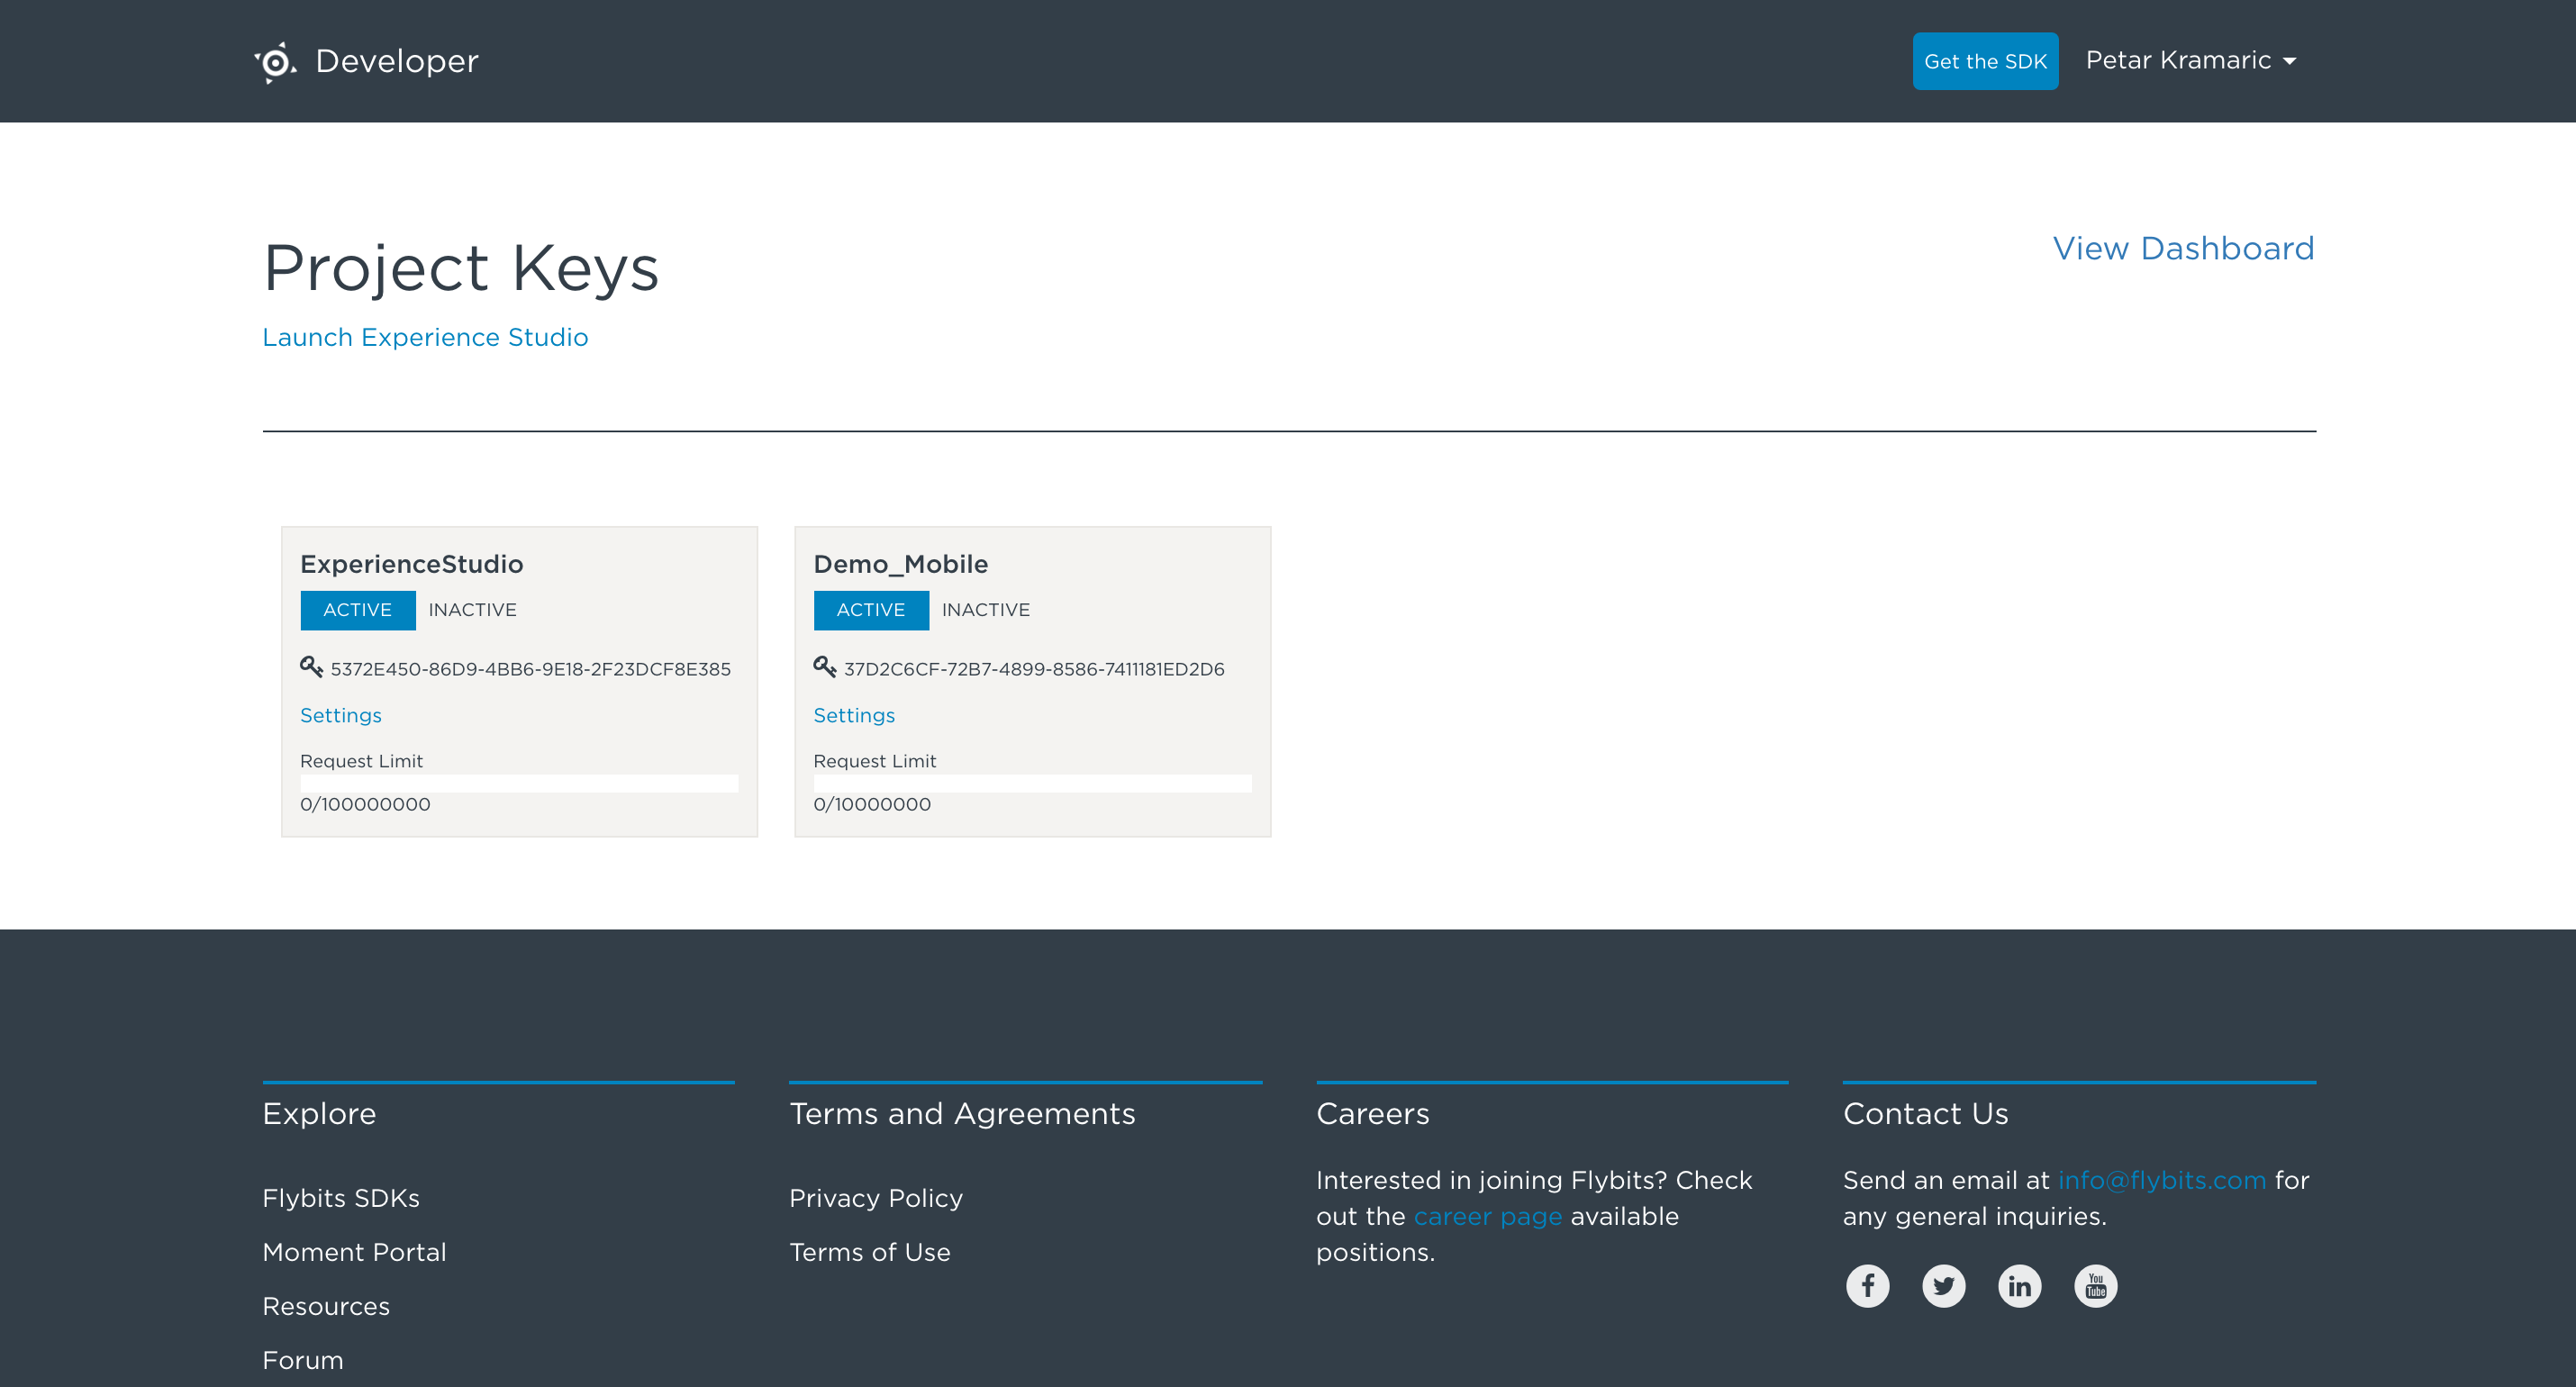 Developer
Get the SDK
Petar Kramaric
Project Keys
View Dashboard
Launch Experience Studio
ExperienceStudio
ACTIVE INACTIVE
5372E450-86D9-4BB6-9E18-2F23DCF8E385
Settings
Request Limit
0/100000000
Demo_Mobile
ACTIVE INACTIVE
37D2C6CF-72B7-4899-8586-7411181ED2D6
Settings
Request Limit
0/10000000
Explore
Flybits SDKs
Moment Portal
Resources
Forum
Terms and Agreements
Privacy Policy
Terms of Use
Careers
Interested in joining Flybits? Check
out the career page available
positions.
Contact Us
Send an email at info@flybits.com for
any general inquiries.
f
in
You
Tube